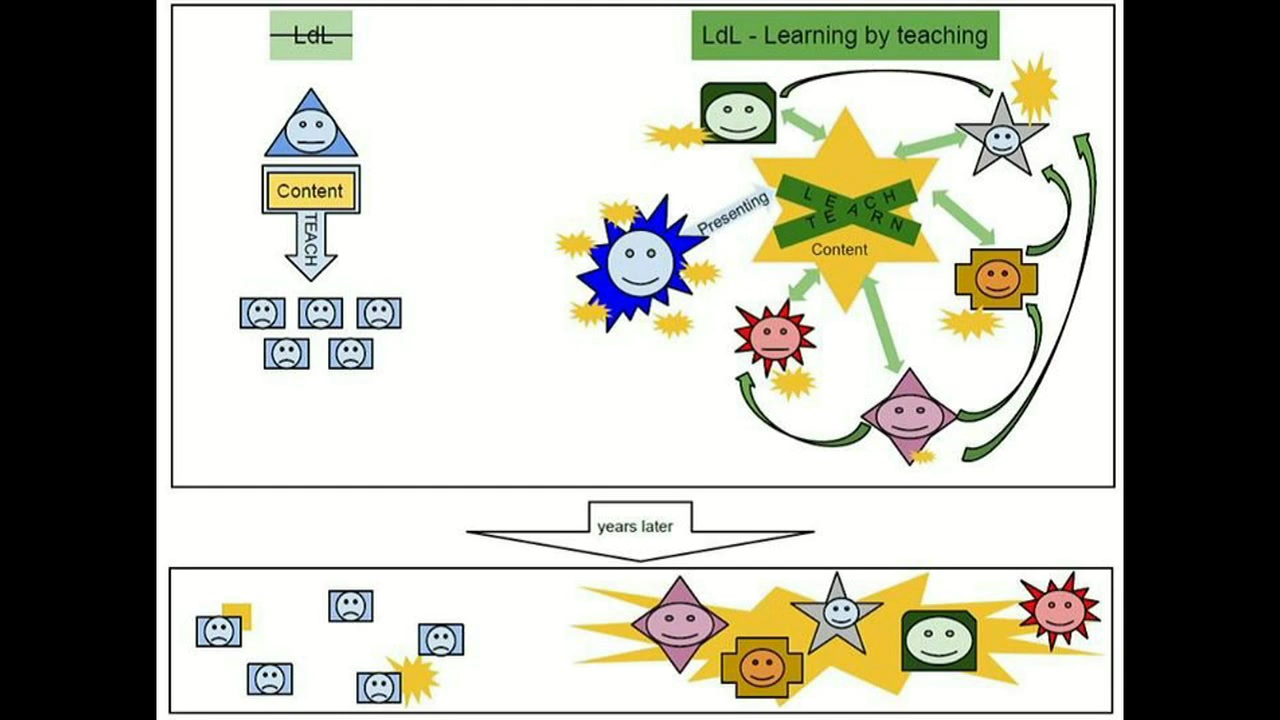 LdL
LdL - Learning by teaching
Content
TEACH
Presenting
LEACH
TEARN
Content
years later